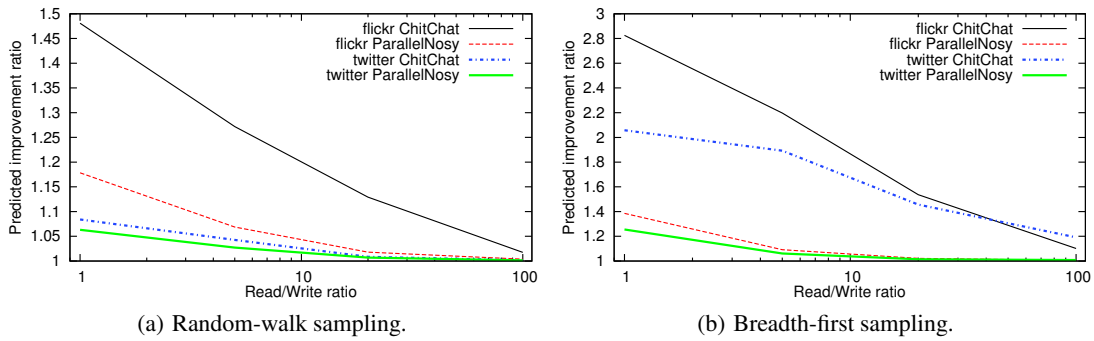 1.5
1.45
1.4
1.35
1.3
1.25
1.2
1.15
1.1
1.05
1
Predicted improvement ratio
flickr ChitChat
flickr ParallelNosy
twitter ChitChat
twitter ParallelNosy
1 10 100
Read/Write ratio
(a) Random-walk sampling.
3
2.8
2.6
2.4
2.2
2
1.8
1.6
1.4
1.2
1
Predicted improvement ratio
flickr ChitChat
flickr ParallelNosy
twitter ChitChat
twitter ParallelNosy
1 10 100
Read/Write ratio
(b) Breadth-first sampling.